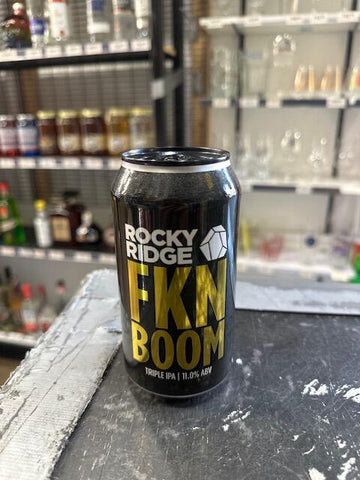 ROCKY
RIDGE
FKN
BOOM
TRIPLE IPA | 11.0% ABV